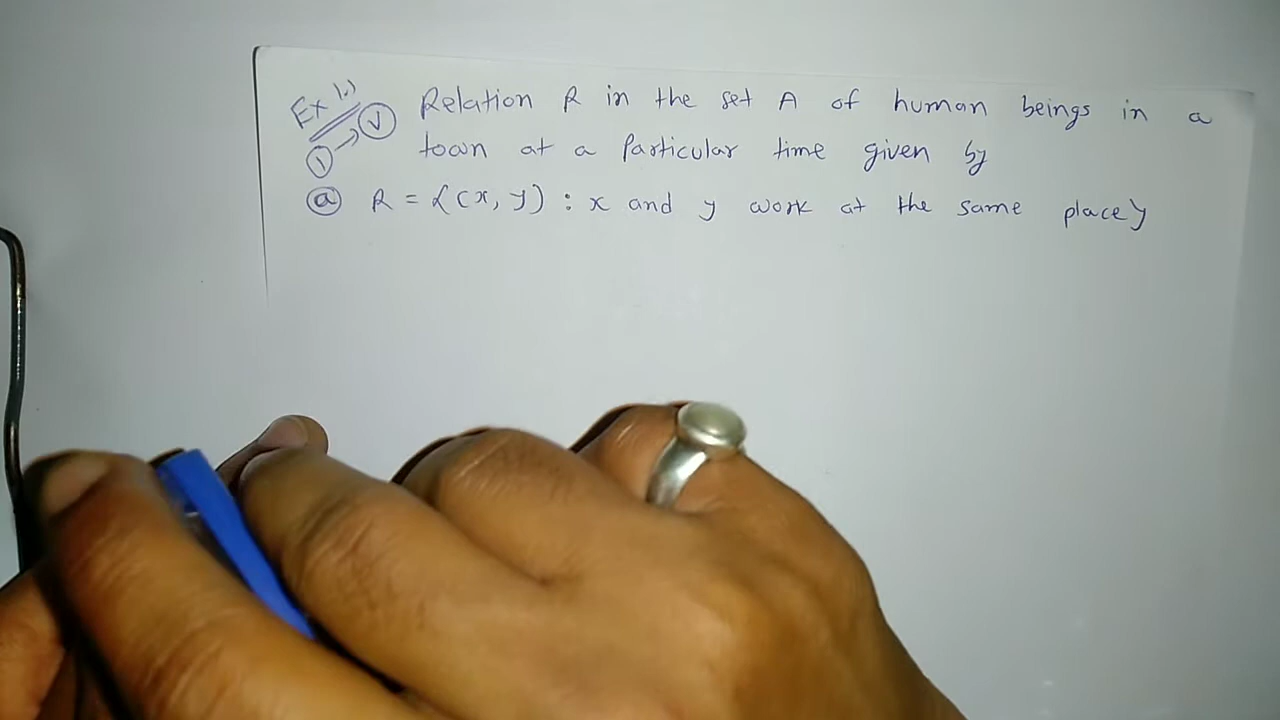 Ex 1.1
① → ⓥ Relation R in the set A of human beings in a
town at a Particular time given by
ⓐ R = {(x, y) : x and y work at the same place}